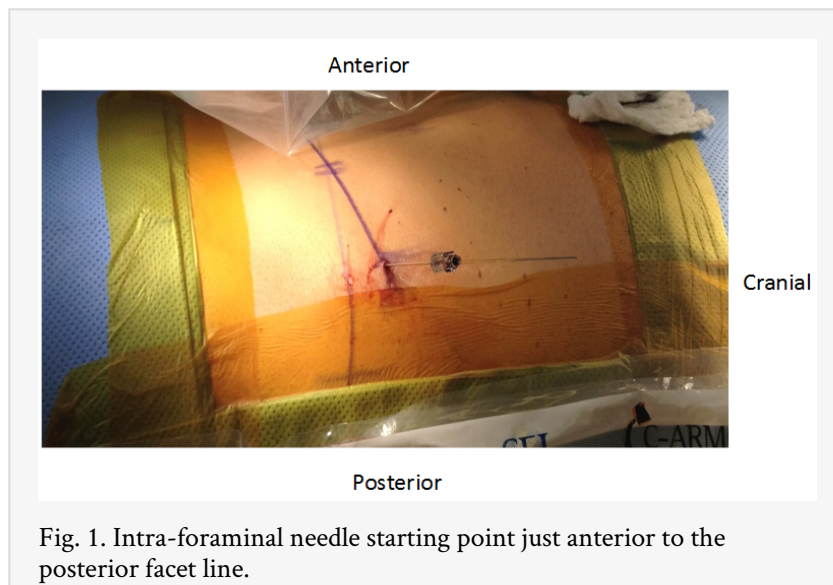 Anterior
Cranial
C-ARM
Posterior
Fig. 1. Intra-foraminal needle starting point just anterior to the
posterior facet line.